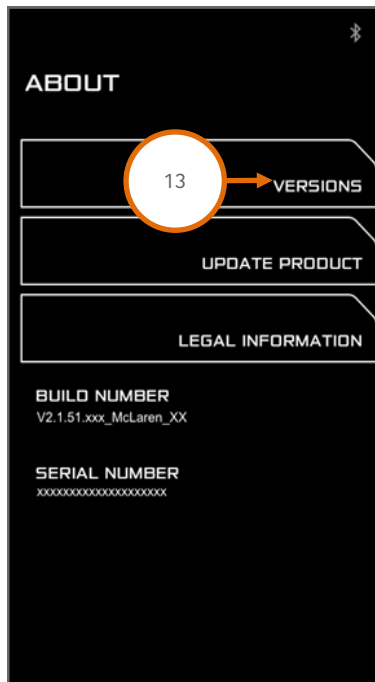 ABOUT
13
VERSIONS
UPDATE PRODUCT
LEGAL INFORMATION
BUILD NUMBER
V2.1.51.xxx_McLaren_XX
SERIAL NUMBER
xxxxxxxxxxxxxxxxxxxx